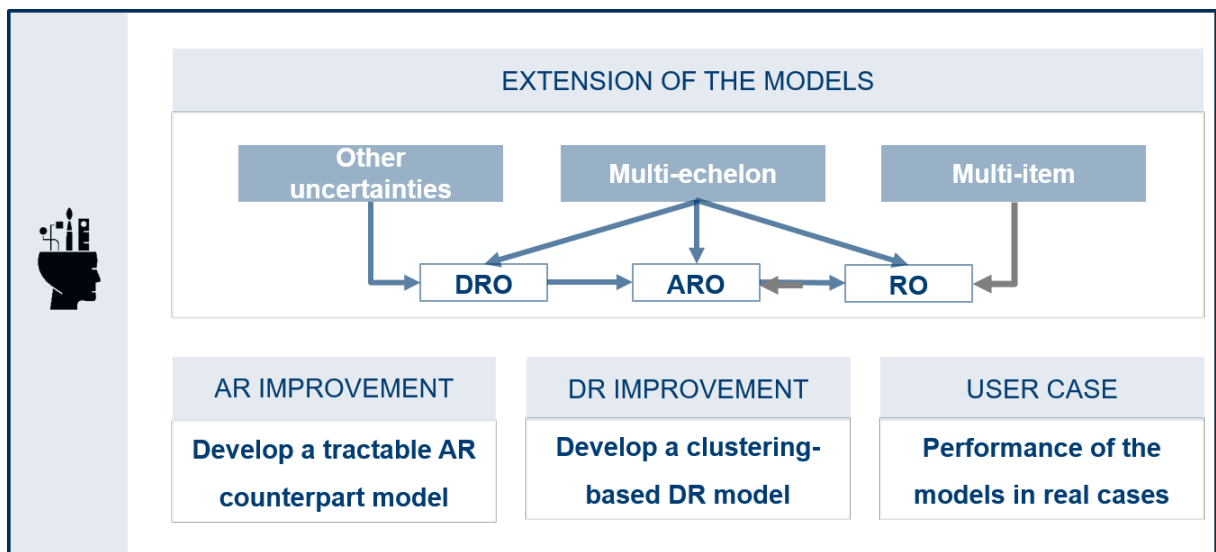 EXTENSION OF THE MODELS
Other
uncertainties
Multi-echelon
Multi-item
DRO
ARO
RO
AR IMPROVEMENT
DR IMPROVEMENT
USER CASE
Develop a tractable AR
counterpart model
Develop a clustering-
based DR model
Performance of the
models in real cases